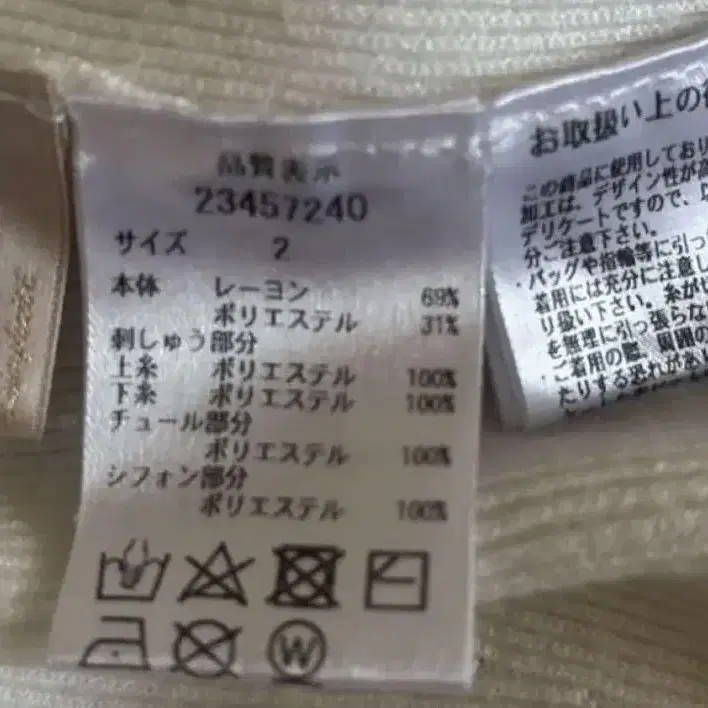 品質表示
23457240
サイズ 2
本体 レーヨン 69%
ポリエステル 31%
刺しゅう部分
上糸 ポリエステル 100%
下糸 ポリエステル 100%
チュール部分
ポリエステル 100%
シフォン部分
ポリエステル 100%
W
お取扱い上の
この商品に使用しており
加工は、デザイン性が高
デリケートですので、
分ご注意下さい。
・バッグや指輪等に引っ
着用には充分に注意し
り扱い下さい。糸が
を無理に引っ張らな
・ご着用の際、周囲の
たりする恐れがあ